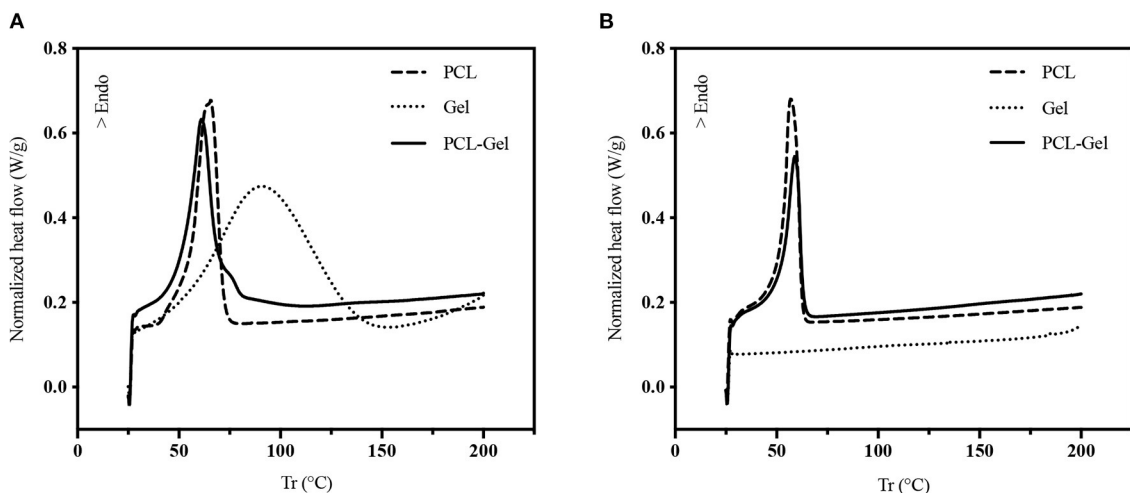 A
Normalized heat flow (W/g)
0.8
0.6
0.4
0.2
0.0
> Endo
PCL
Gel
PCL-Gel
0
50
100
150
200
Tr (°C)
B
Normalized heat flow (W/g)
0.8
0.6
0.4
0.2
0.0
> Endo
PCL
Gel
PCL-Gel
0
50
100
150
200
Tr (°C)